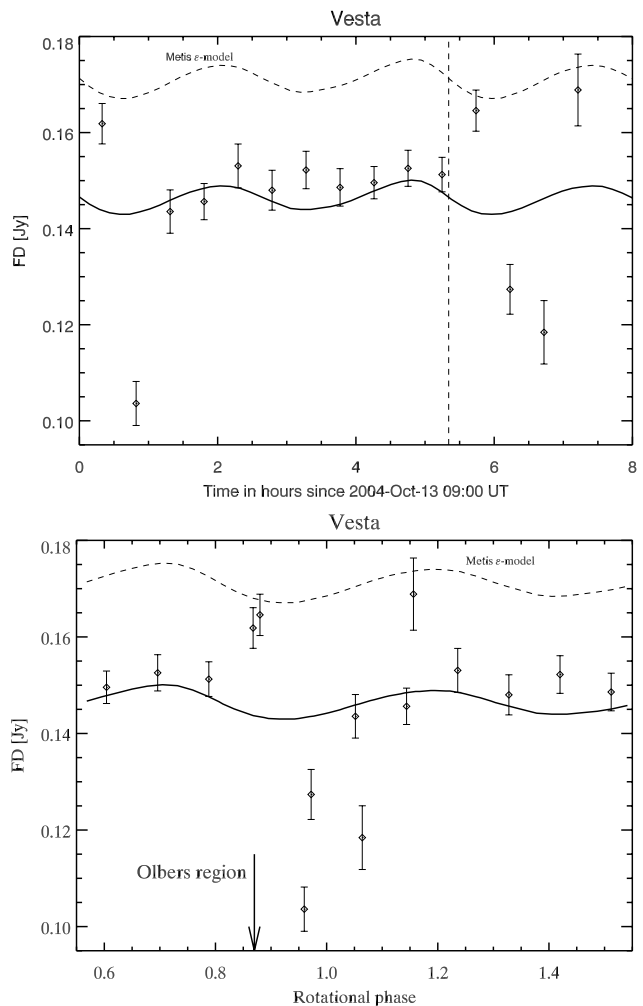 Vesta
0.18
Metis ε-model
0.16
0.14
FD [Jy]
0.12
0.10
0 2 4 6 8
Time in hours since 2004-Oct-13 09:00 UT
Vesta
0.18
Metis ε-model
0.16
0.14
FD [Jy]
0.12
Olbers region
0.10
0.6 0.8 1.0 1.2 1.4
Rotational phase